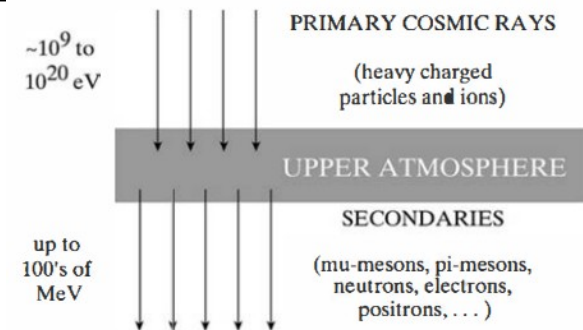 ~10⁹ to
10²⁰ eV
PRIMARY COSMIC RAYS
(heavy charged
particles and ions)
UPPER ATMOSPHERE
SECONDARIES
up to
100's of
MeV
(mu-mesons, pi-mesons,
neutrons, electrons,
positrons, . . . )